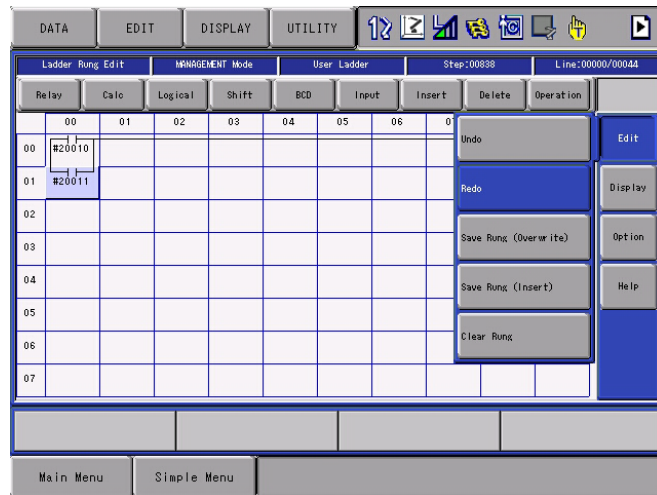 DATA EDIT DISPLAY UTILITY
Ladder Rung Edit MANAGEMENT Mode User Ladder Step:00838 Line:0000/00044
Relay Calc Logical Shift BCD Input Insert Delete Operation
00 01 02 03 04 05 06 07
Undo Edit
00 #20010
01 #20011 Redo Display
02
Save Rung (Overwrite) Option
03
04 Save Rung (Insert) Help
05
Clear Rung
06
07
Main Menu Simple Menu